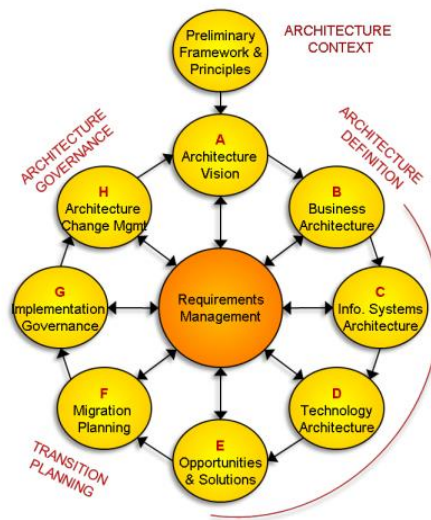 Preliminary
Framework &
Principles
ARCHITECTURE
CONTEXT
A
Architecture
Vision
ARCHITECTURE
GOVERNANCE
ARCHITECTURE
DEFINITION
H
Architecture
Change Mgmt
B
Business
Architecture
G
Implementation
Governance
Requirements
Management
C
Info. Systems
Architecture
F
Migration
Planning
D
Technology
Architecture
E
Opportunities
& Solutions
TRANSITION
PLANNING